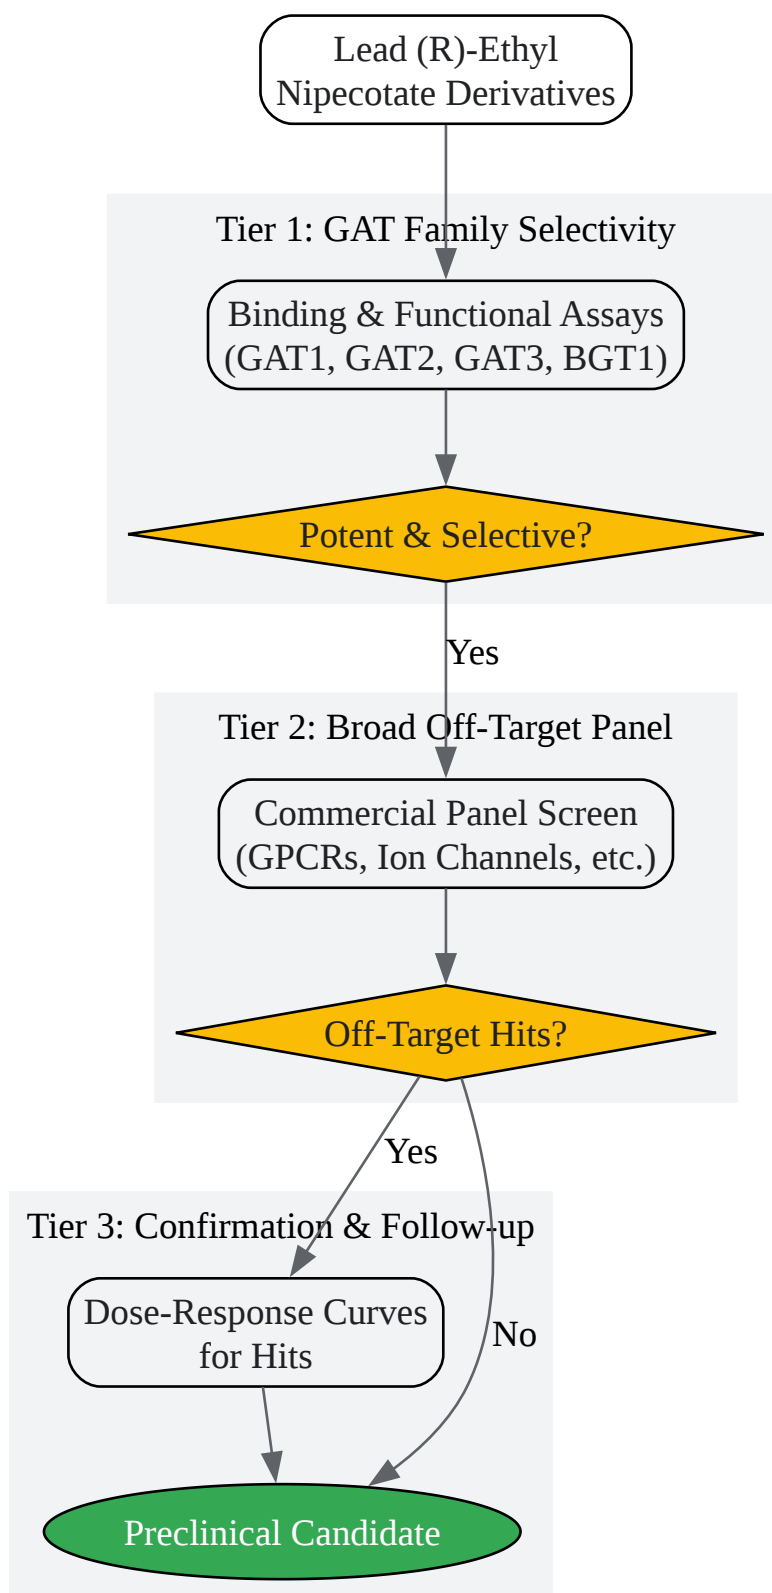 Lead (R)-Ethyl
Nipecotate Derivatives
Tier 1: GAT Family Selectivity
Binding & Functional Assays
(GAT1, GAT2, GAT3, BGT1)
Potent & Selective?
Yes
Tier 2: Broad Off-Target Panel
Commercial Panel Screen
(GPCRs, Ion Channels, etc.)
Off-Target Hits?
Yes
Tier 3: Confirmation & Follow-up
Dose-Response Curves
for Hits
No
Preclinical Candidate